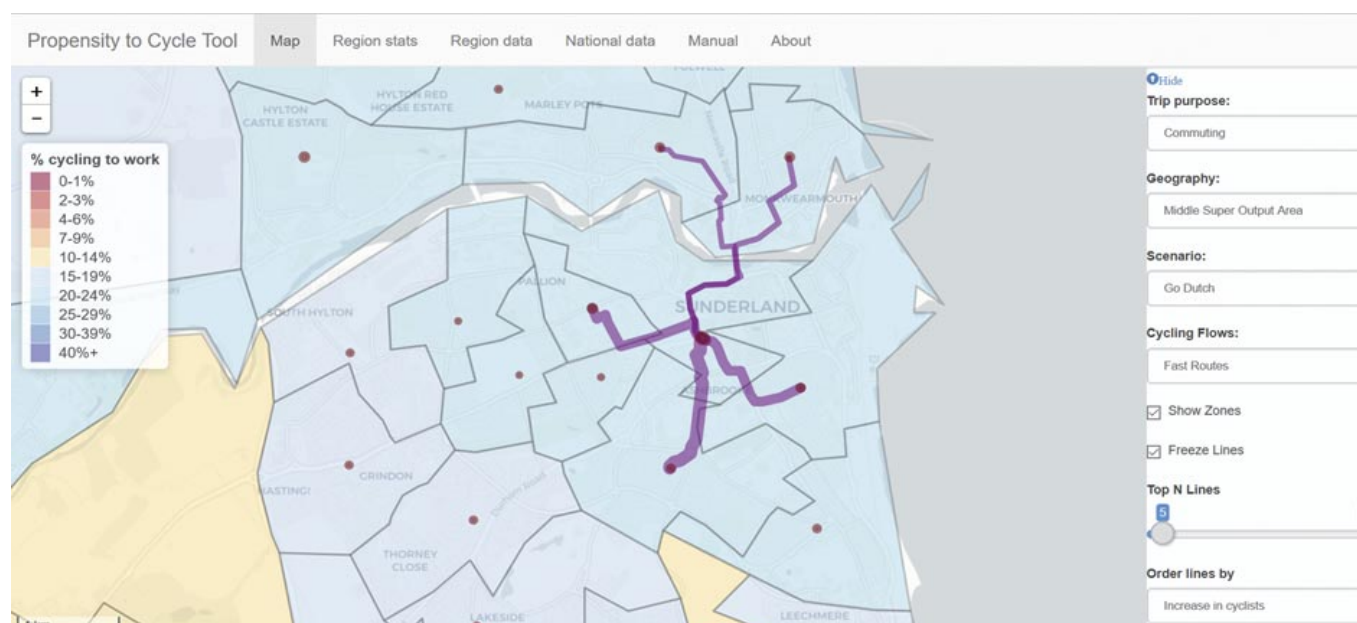 Propensity to Cycle Tool Map Region stats Region data National data Manual About
+
−
% cycling to work
0-1%
2-3%
4-6%
7-9%
10-14%
15-19%
20-24%
25-29%
30-39%
40%+
HYLTON
CASTLE ESTATE
HYLTON RED
HOUSE ESTATE
MARLEY POTS
MONKWEARMOUTH
PALLION
SOUTH HYLTON
SUNDERLAND
GRINDON
Durham Road
THORNEY
CLOSE
LAKESIDE
LEECHMERE
Hide
Trip purpose:
Commuting
Geography:
Middle Super Output Area
Scenario:
Go Dutch
Cycling Flows:
Fast Routes
Show Zones
Freeze Lines
Top N Lines
5
Order lines by
Increase in cyclists